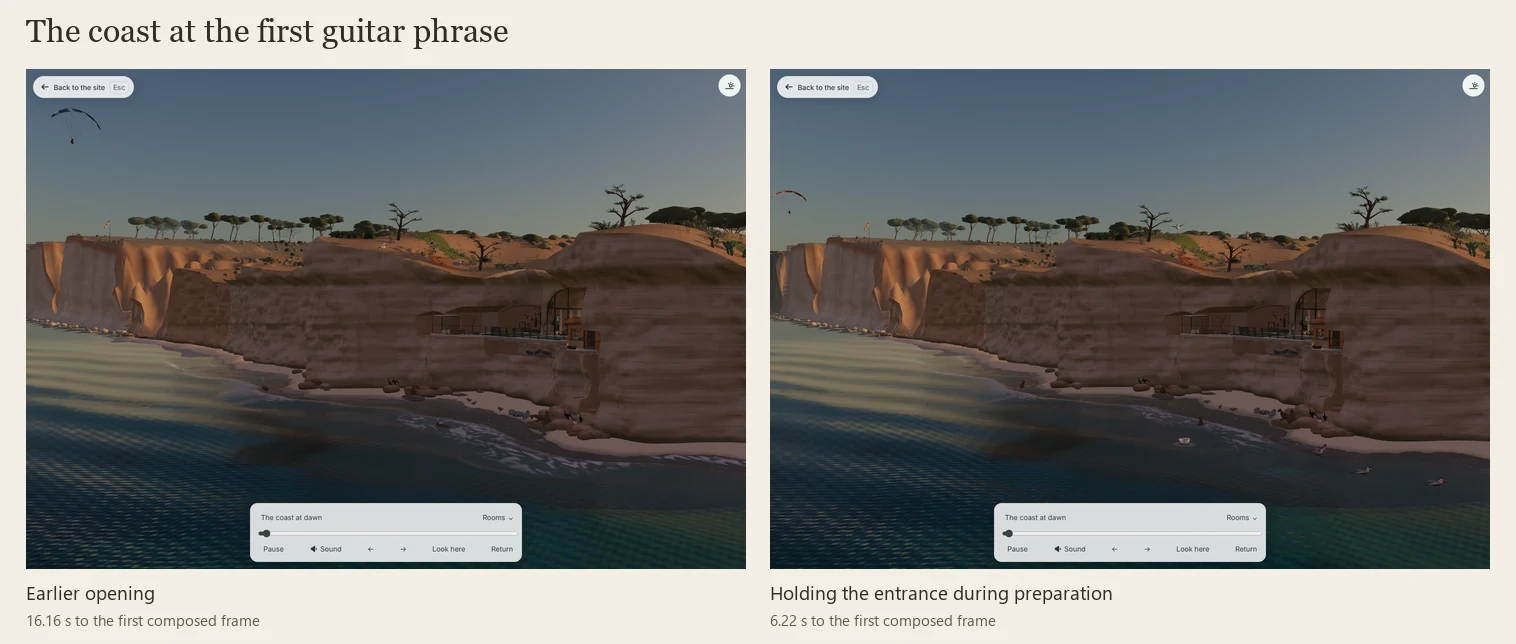 The coast at the first guitar phrase
← Back to the site Esc
← Back to the site Esc
The coast at dawn Rooms
Pause Sound ← → Look here Return
The coast at dawn Rooms
Pause Sound ← → Look here Return
Earlier opening
16.16 s to the first composed frame
Holding the entrance during preparation
6.22 s to the first composed frame